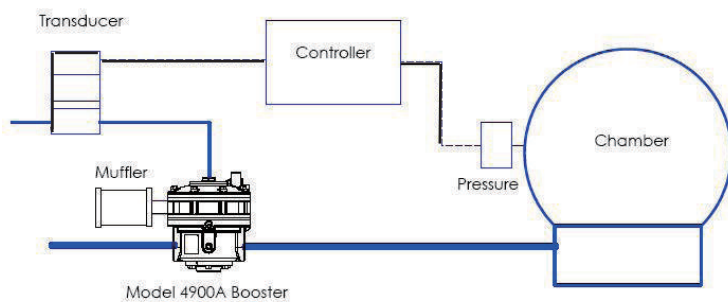 Transducer
Controller
Chamber
Muffler
Pressure
Model 4900A Booster